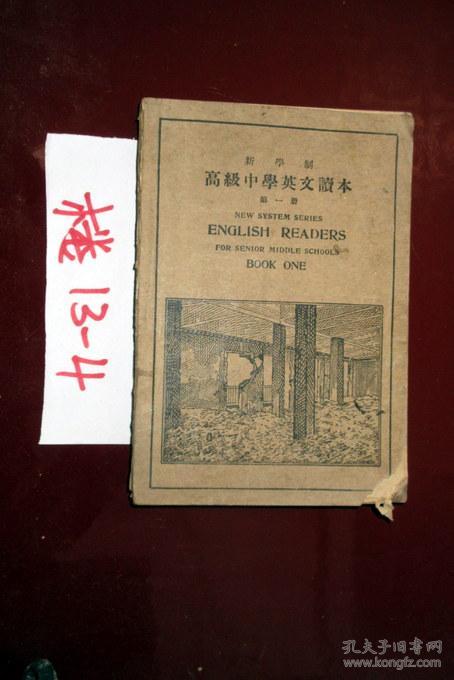 新學制
高級中學英文讀本
第一册
NEW SYSTEM SERIES
ENGLISH READERS
FOR SENIOR MIDDLE SCHOOLS
BOOK ONE
13-4
孔夫子旧书网
www.kongfz.com